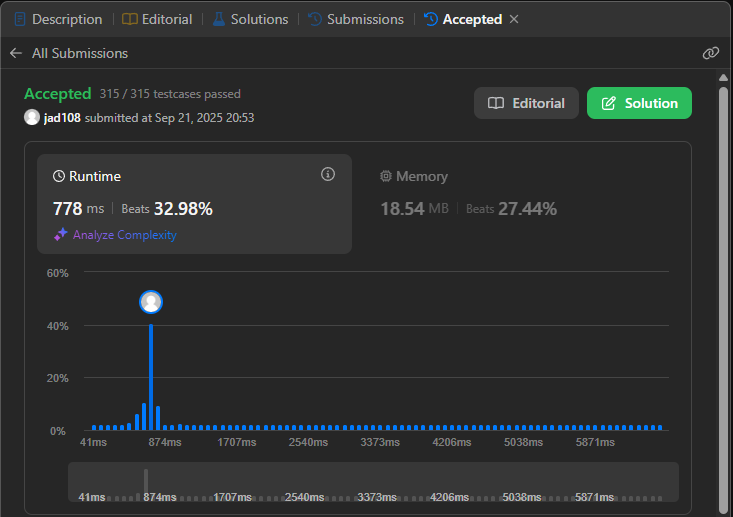 Description Editorial Solutions Submissions Accepted
All Submissions
Accepted 315 / 315 testcases passed
jad108 submitted at Sep 21, 2025 20:53
Editorial Solution
Runtime
778 ms Beats 32.98%
Analyze Complexity
Memory
18.54 MB Beats 27.44%
60%
40%
20%
0%
41ms 874ms 1707ms 2540ms 3373ms 4206ms 5038ms 5871ms
41ms 874ms 1707ms 2540ms 3373ms 4206ms 5038ms 5871ms